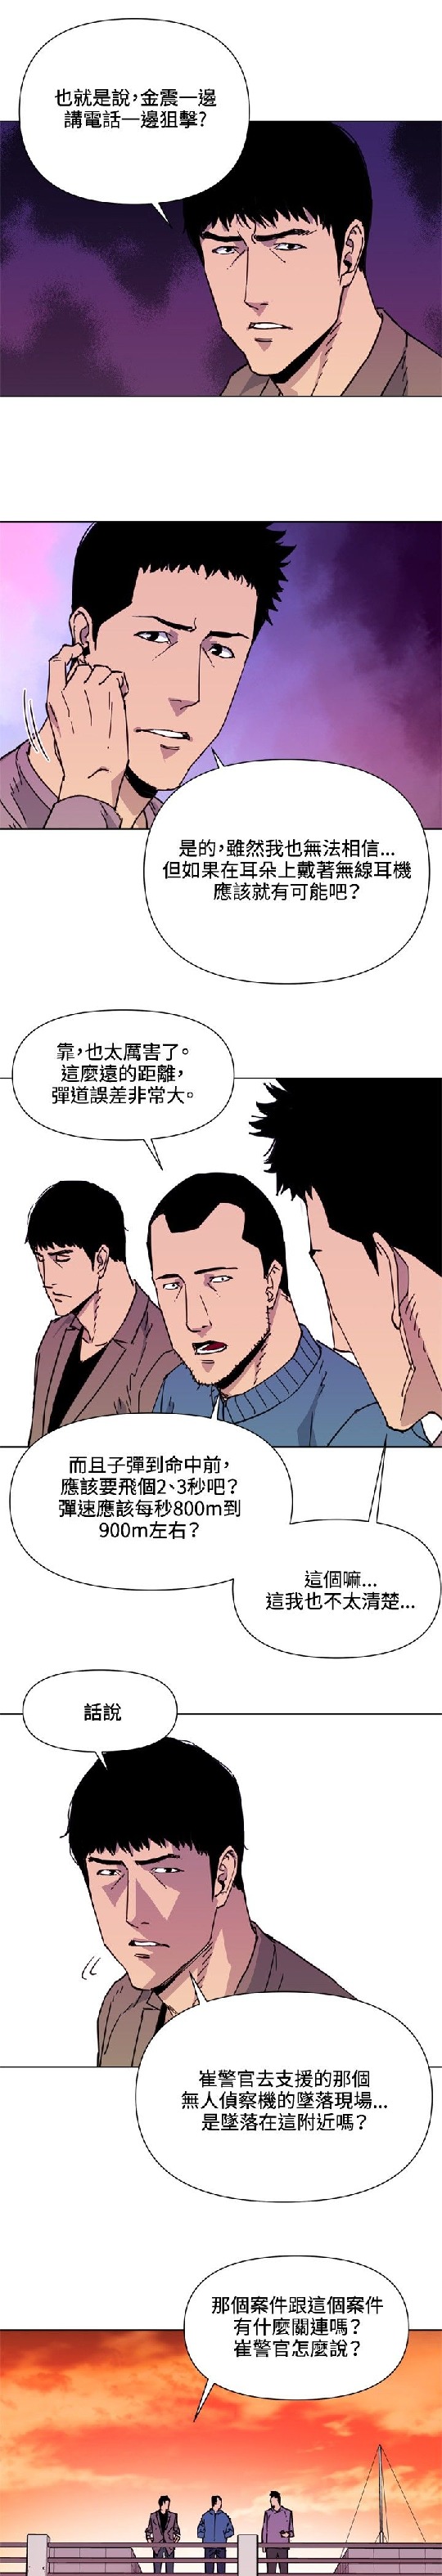 也就是說，金震一邊
講電話一邊狙擊?
是的，雖然我也無法相信…
但如果在耳朵上戴著無線耳機
應該就有可能吧？
靠，也太厲害了。
這麼遠的距離，
彈道誤差非常大。
而且子彈到命中前，
應該要飛個2、3秒吧？
彈速應該每秒800m到
900m左右？
這個嘛…
這我也不太清楚…
話說
崔警官去支援的那個
無人偵察機的墜落現場…
是墜落在這附近嗎？
那個案件跟這個案件
有什麼關連嗎？
崔警官怎麼說？